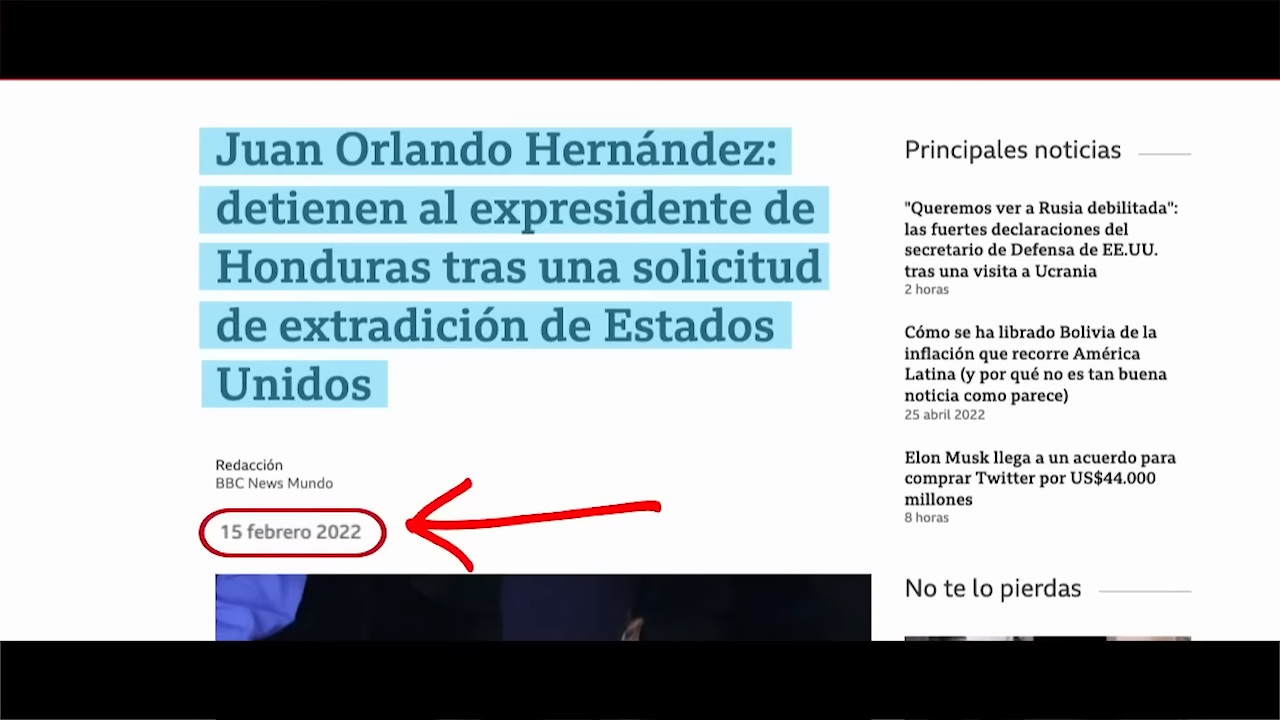 Juan Orlando Hernández:
detienen al expresidente de
Honduras tras una solicitud
de extradición de Estados
Unidos
Redacción
BBC News Mundo
15 febrero 2022
Principales noticias
"Queremos ver a Rusia debilitada":
las fuertes declaraciones del
secretario de Defensa de EE.UU.
tras una visita a Ucrania
2 horas
Cómo se ha librado Bolivia de la
inflación que recorre América
Latina (y por qué no es tan buena
noticia como parece)
25 abril 2022
Elon Musk llega a un acuerdo para
comprar Twitter por US$44.000
millones
8 horas
No te lo pierdas